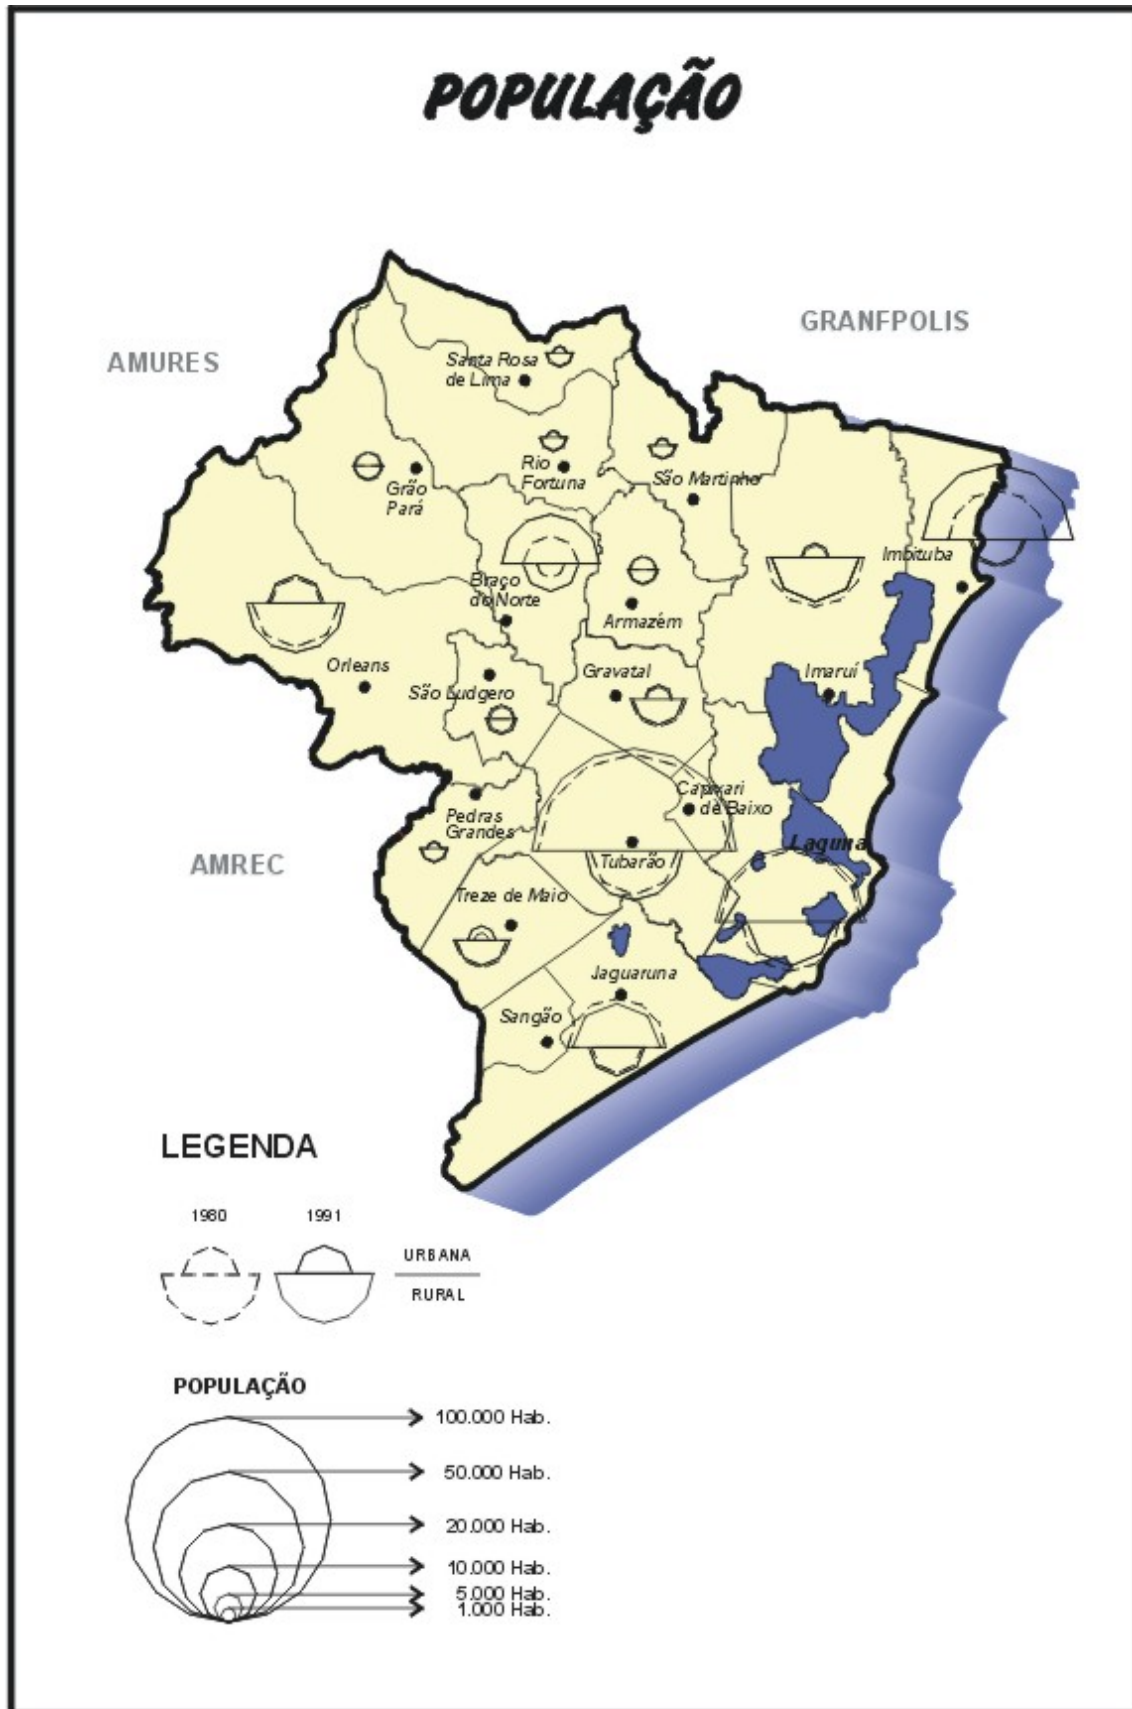 POPULAÇÃO
GRANFPOLIS
AMURES
Santa Rosa
de Lima
Rio
Fortuna
São Martinho
Grão
Pará
Imbituba
Braço
do Norte
Armazém
Orleans
São Ludgero
Gravatal
Imaruí
Capivari
de Baixo
Pedras
Grandes
Laguna
Tubarão
AMREC
Treze de Maio
Jaguaruna
Sangão
LEGENDA
1980
1991
URBANA
RURAL
POPULAÇÃO
100.000 Hab.
50.000 Hab.
20.000 Hab.
10.000 Hab.
5.000 Hab.
1.000 Hab.